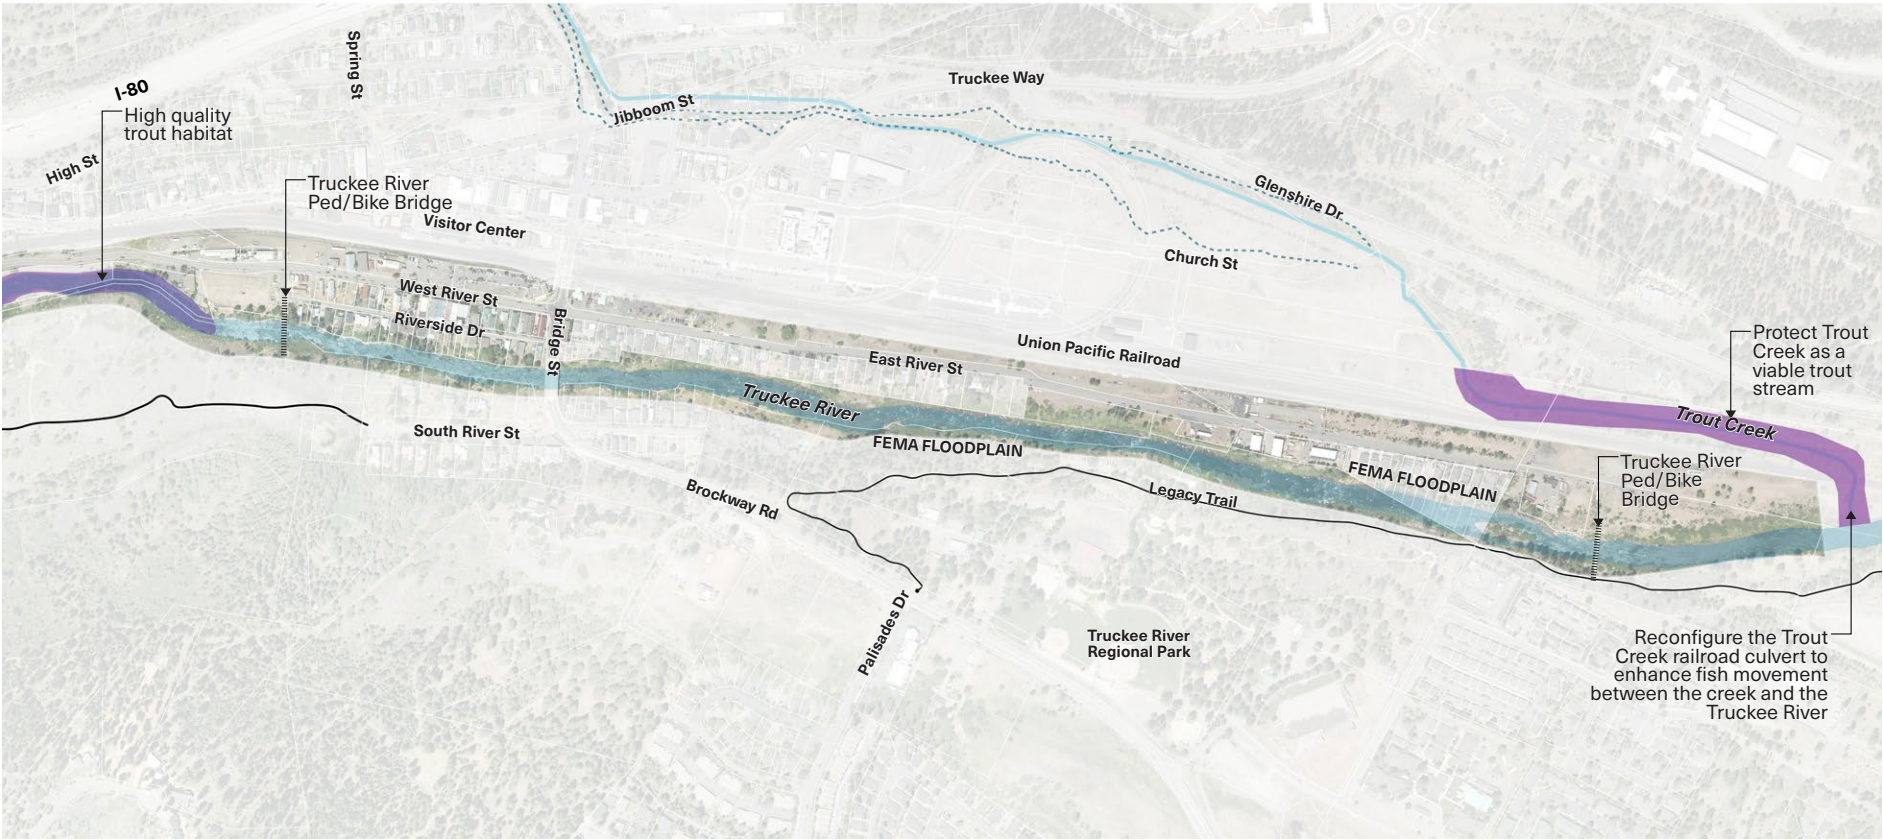 Spring St
I-80
Truckee Way
Jibboom St
High quality
trout habitat
High St
Truckee River
Ped/Bike Bridge
Visitor Center
Glenshire Dr
Church St
West River St
Riverside Dr
Bridge St
Union Pacific Railroad
East River St
Protect Trout
Creek as a
viable trout
stream
Truckee River
Trout Creek
South River St
FEMA FLOODPLAIN
FEMA FLOODPLAIN
Truckee River
Ped/Bike
Bridge
Brockway Rd
Legacy Trail
Palisades Dr
Truckee River
Regional Park
Reconfigure the Trout
Creek railroad culvert to
enhance fish movement
between the creek and the
Truckee River